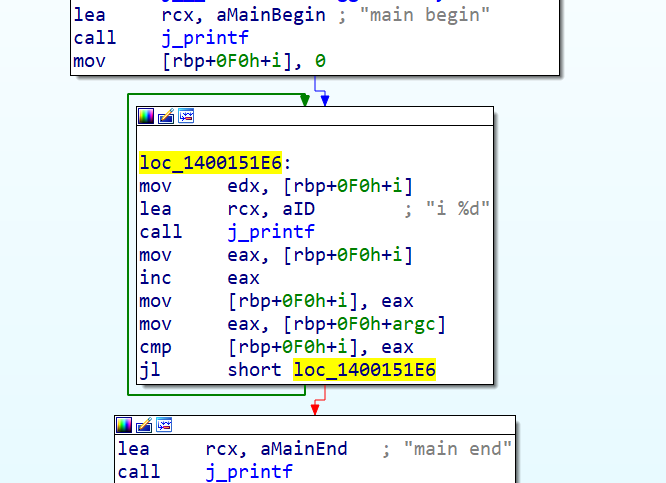 lea rcx, aMainBegin ; "main begin"
call j_printf
mov [rbp+0F0h+i], 0
loc_1400151E6:
mov edx, [rbp+0F0h+i]
lea rcx, aID ; "i %d"
call j_printf
mov eax, [rbp+0F0h+i]
inc eax
mov [rbp+0F0h+i], eax
mov eax, [rbp+0F0h+argc]
cmp [rbp+0F0h+i], eax
jl short loc_1400151E6
lea rcx, aMainEnd ; "main end"
call j_printf